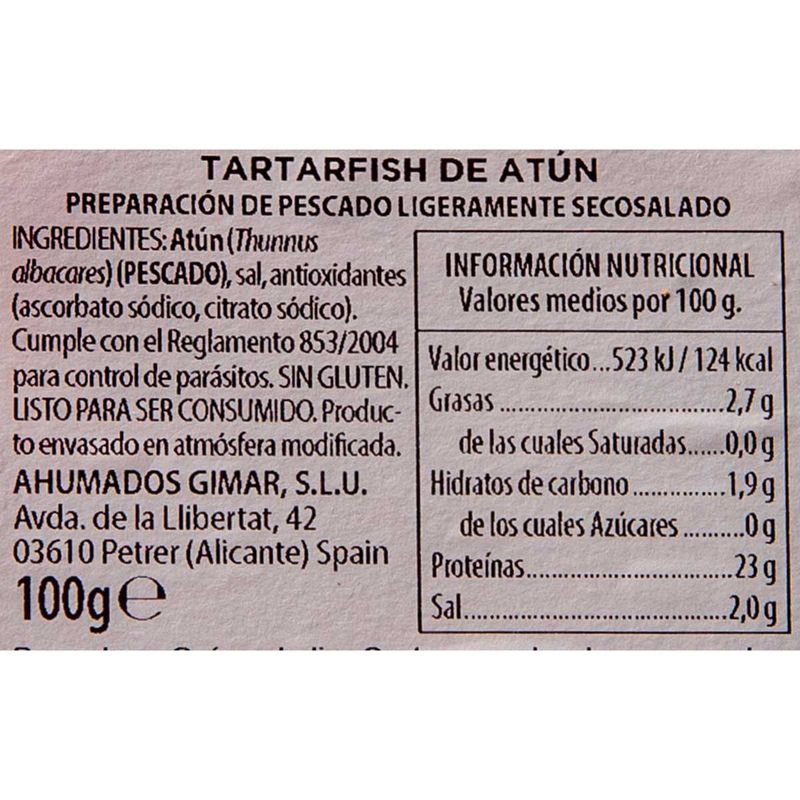 TARTARFISH DE ATÚN
PREPARACIÓN DE PESCADO LIGERAMENTE SECOSALADO
INGREDIENTES: Atún (Thunnus
albacares) (PESCADO), sal, antioxidantes
(ascorbato sódico, citrato sódico).
Cumple con el Reglamento 853/2004
para control de parásitos. SIN GLUTEN.
LISTO PARA SER CONSUMIDO. Produc-
to envasado en atmósfera modificada.
AHUMADOS GIMAR, S.L.U.
Avda. de la Llibertat, 42
03610 Petrer (Alicante) Spain
100g e
INFORMACIÓN NUTRICIONAL
Valores medios por 100 g.
Valor energético...523 kJ / 124 kcal
Grasas ..............................2,7 g
de las cuales Saturadas......0,0 g
Hidratos de carbono .............1,9 g
de los cuales Azúcares .........0 g
Proteínas..............................23 g
Sal......................................2,0 g